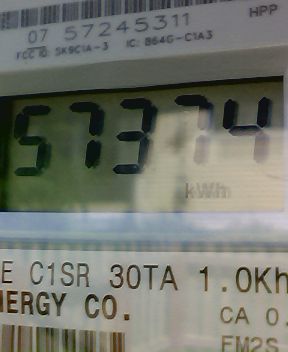 HPP
07 57245311
FCC ID: SK9C1A-3 IC: 864G-C1A3
57374
kWh
E C1SR 30TA 1.0Kh
NERGY CO.
CA 0.
FM2S